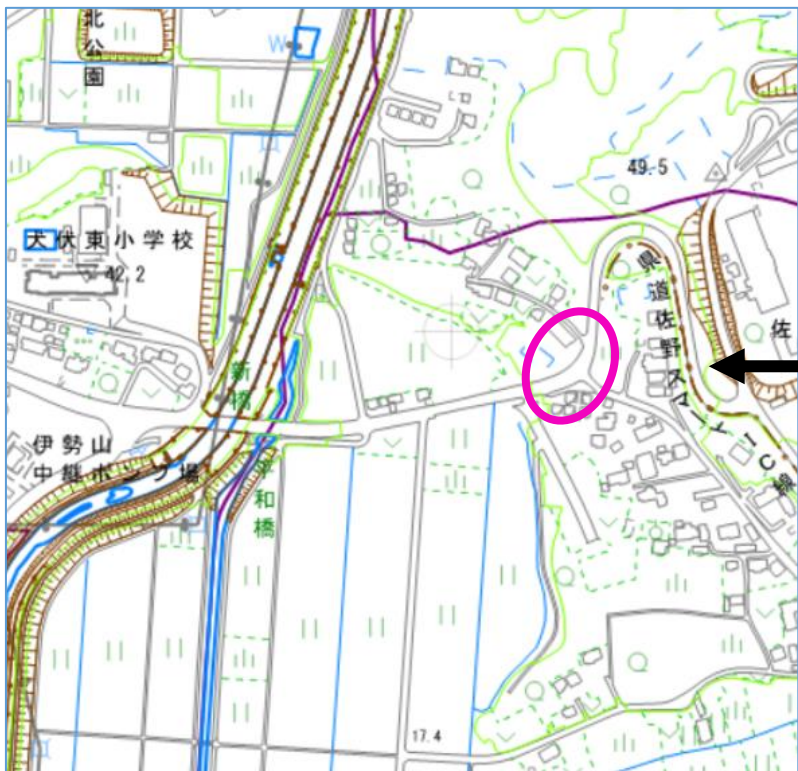 北公園
W
49.5
犬伏東小学校
42.2
県道佐野スマートIC線
佐
新橋
伊勢山
中継ポンプ場
平和橋
17.4